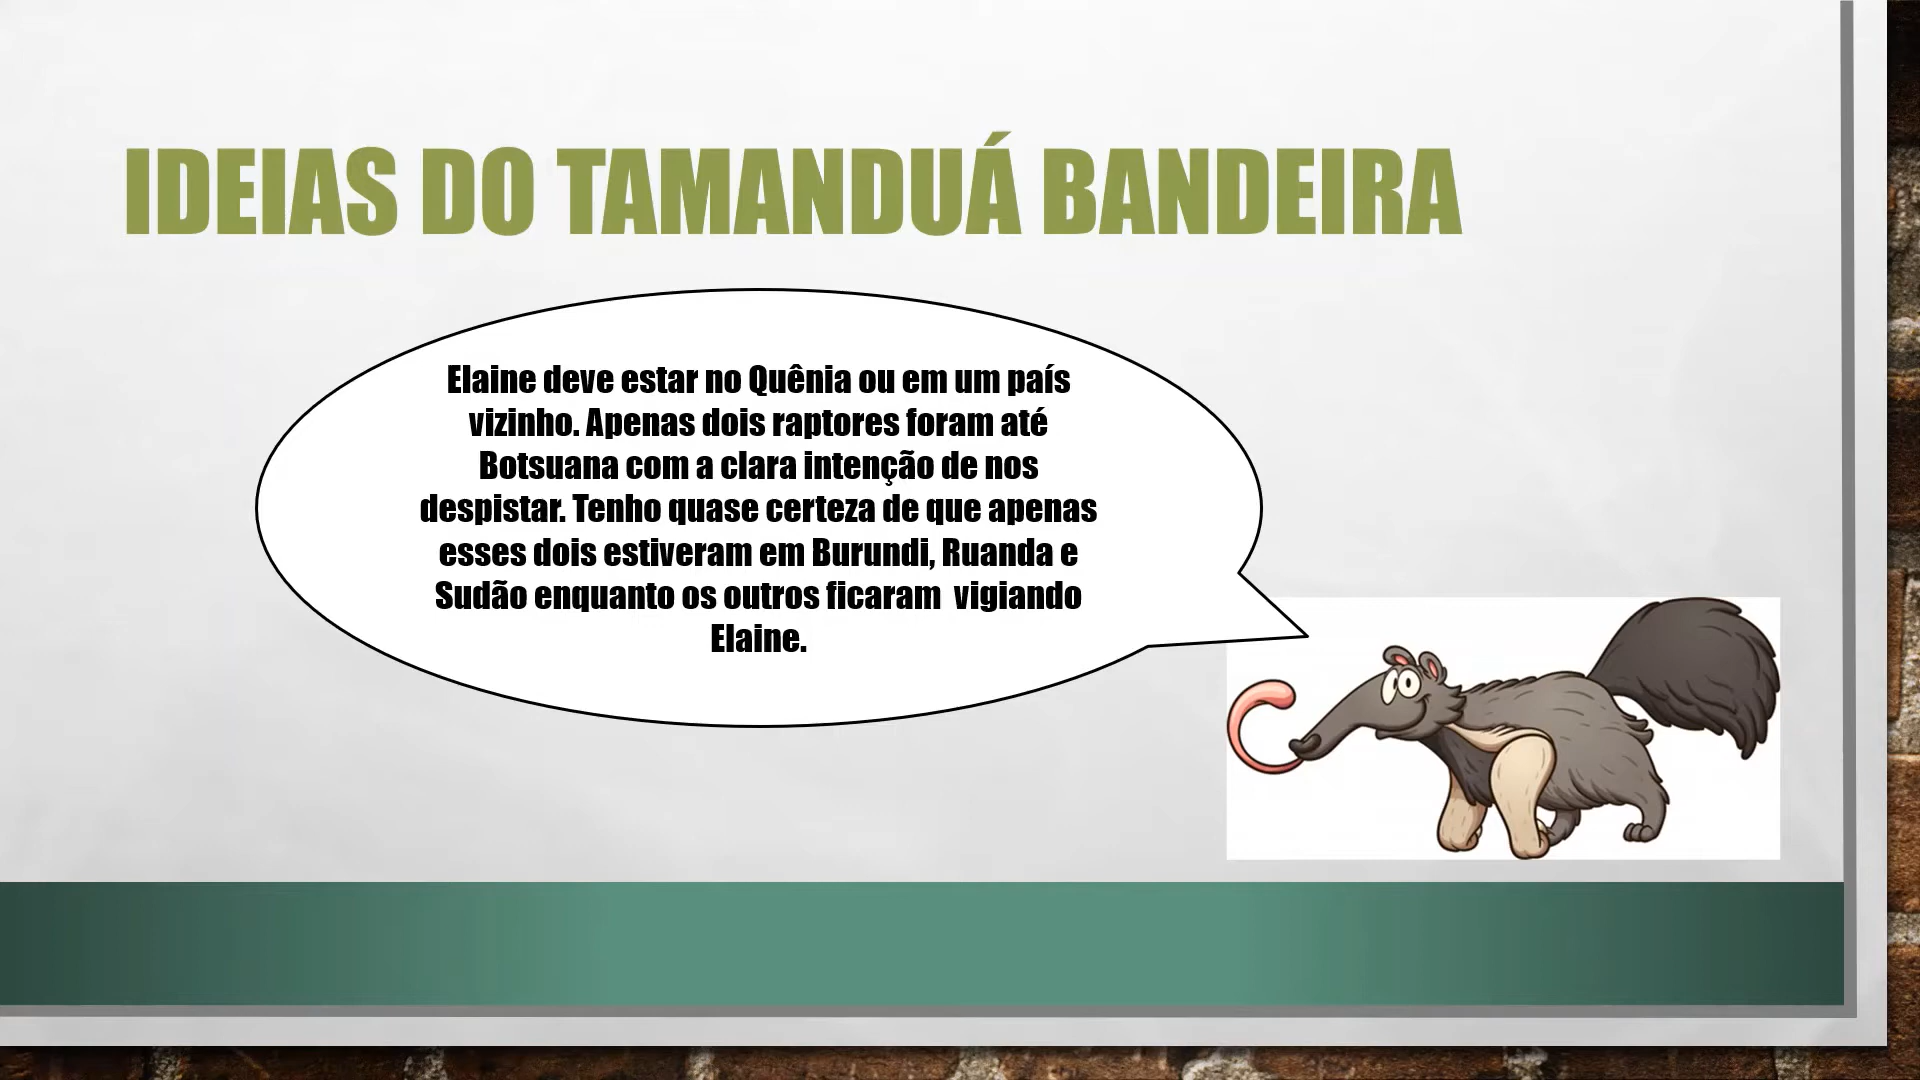 IDEIAS DO TAMANDUÁ BANDEIRA
Elaine deve estar no Quênia ou em um país
vizinho. Apenas dois raptores foram até
Botsuana com a clara intenção de nos
despistar. Tenho quase certeza de que apenas
esses dois estiveram em Burundi, Ruanda e
Sudão enquanto os outros ficaram  vigiando
Elaine.